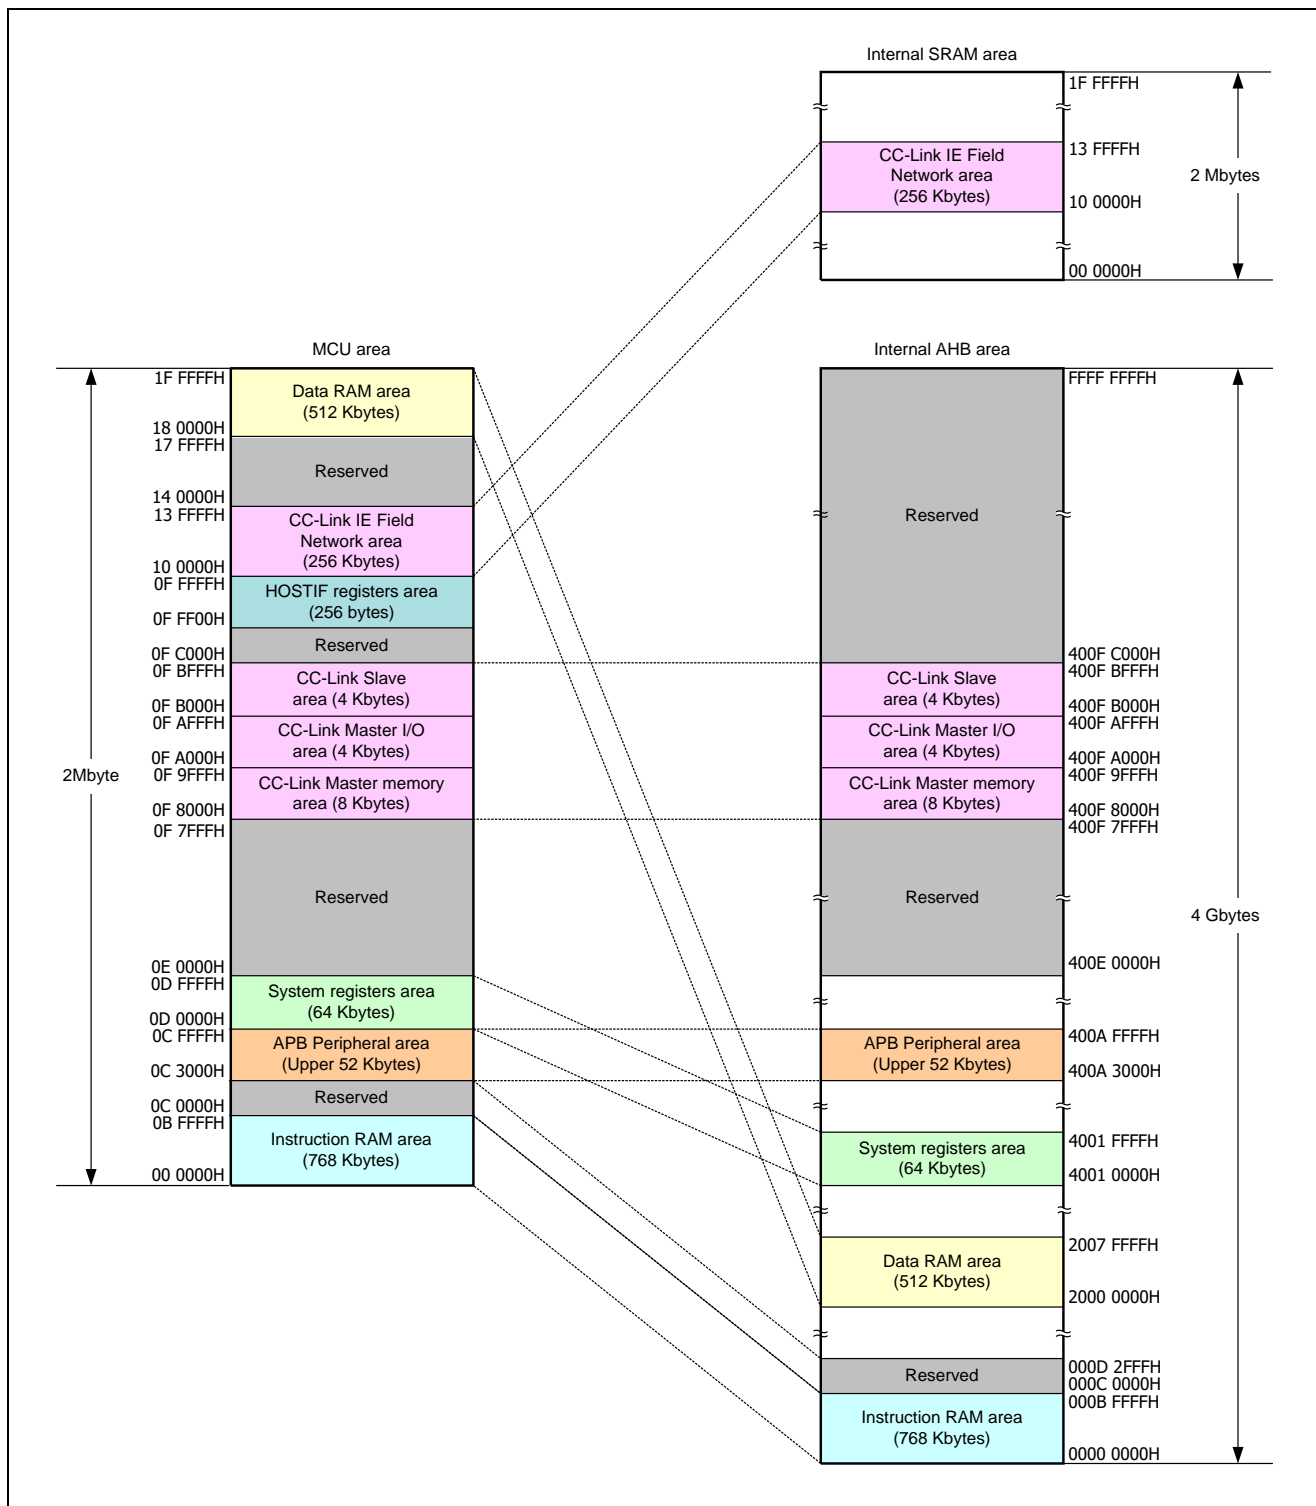 Internal SRAM area
1F FFFFH
CC-Link IE Field
Network area
(256 Kbytes)
13 FFFFH
10 0000H
00 0000H
2 Mbytes
MCU area
1F FFFFH
Data RAM area
(512 Kbytes)
18 0000H
17 FFFFH
Reserved
14 0000H
13 FFFFH
CC-Link IE Field
Network area
(256 Kbytes)
10 0000H
0F FFFFH
HOSTIF registers area
(256 bytes)
0F FF00H
Reserved
0F C000H
0F BFFFH
CC-Link Slave
area (4 Kbytes)
0F B000H
0F AFFFH
CC-Link Master I/O
area (4 Kbytes)
0F A000H
0F 9FFFH
CC-Link Master memory
area (8 Kbytes)
0F 8000H
0F 7FFFH
Reserved
0E 0000H
0D FFFFH
System registers area
(64 Kbytes)
0D 0000H
0C FFFFH
APB Peripheral area
(Upper 52 Kbytes)
0C 3000H
Reserved
0C 0000H
0B FFFFH
Instruction RAM area
(768 Kbytes)
00 0000H
2Mbyte
Internal AHB area
FFFF FFFFH
Reserved
400F C000H
400F BFFFH
CC-Link Slave
area (4 Kbytes)
400F B000H
400F AFFFH
CC-Link Master I/O
area (4 Kbytes)
400F A000H
400F 9FFFH
CC-Link Master memory
area (8 Kbytes)
400F 8000H
400F 7FFFH
Reserved
400E 0000H
400A FFFFH
APB Peripheral area
(Upper 52 Kbytes)
400A 3000H
4001 FFFFH
System registers area
(64 Kbytes)
4001 0000H
2007 FFFFH
Data RAM area
(512 Kbytes)
2000 0000H
000D 2FFFH
Reserved
000C 0000H
000B FFFFH
Instruction RAM area
(768 Kbytes)
0000 0000H
4 Gbytes